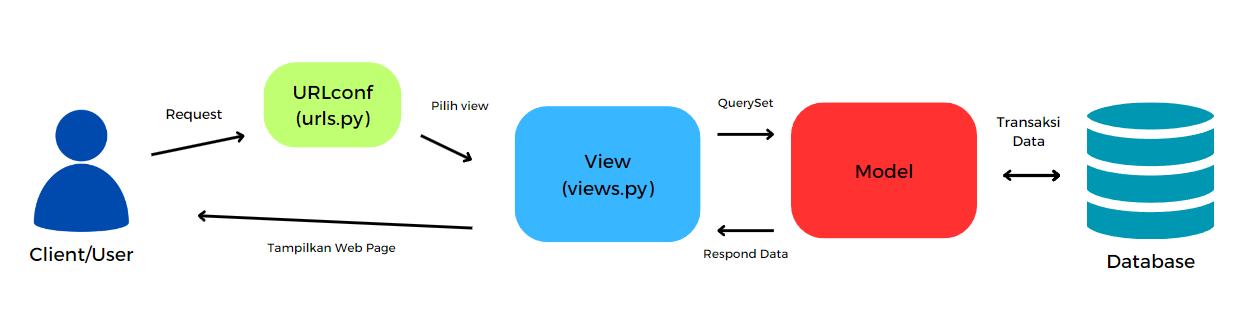 Request
URLconf
(urls.py)
Pilih view
View
(views.py)
QuerySet
Model
Transaksi
Data
Client/User
Tampilkan Web Page
Respond Data
Database